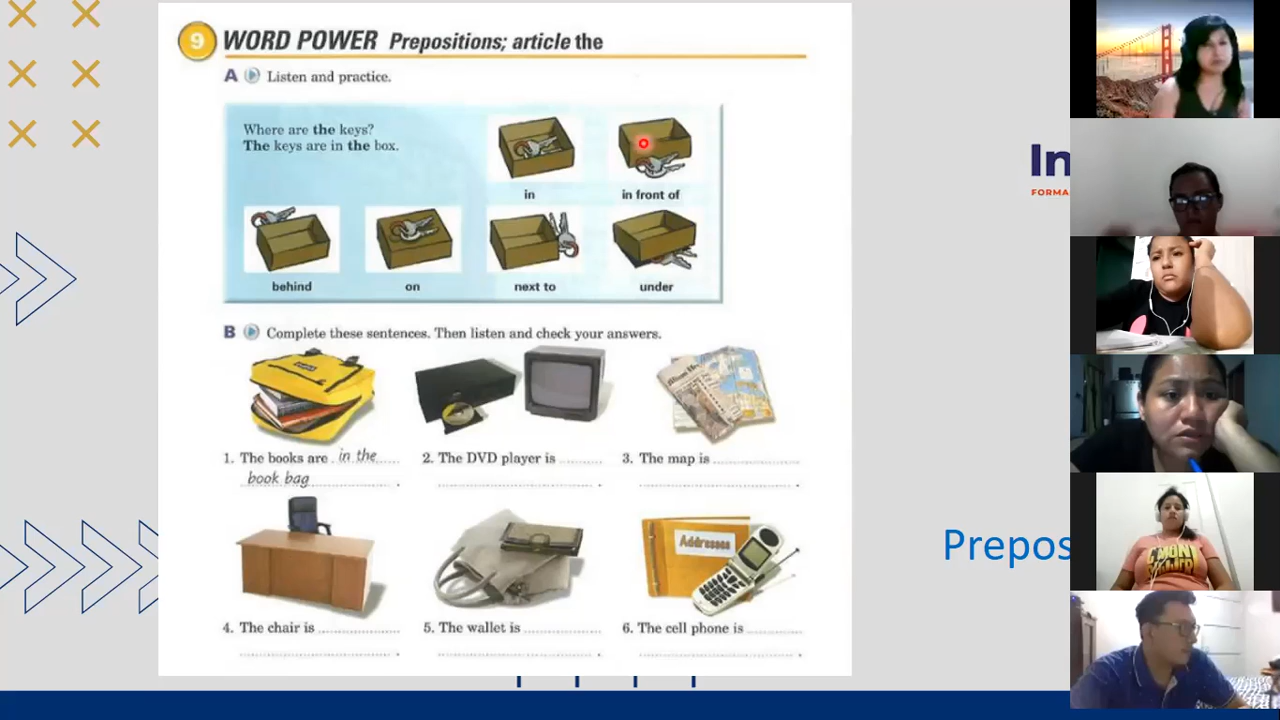 9 WORD POWER Prepositions; article the
A Listen and practice.
Where are the keys?
The keys are in the box.
in
in front of
behind
on
next to
under
B Complete these sentences. Then listen and check your answers.
1. The books are in the
book bag.
2. The DVD player is
3. The map is
Addresses
4. The chair is
5. The wallet is
6. The cell phone is
In
FORMA
Prepos